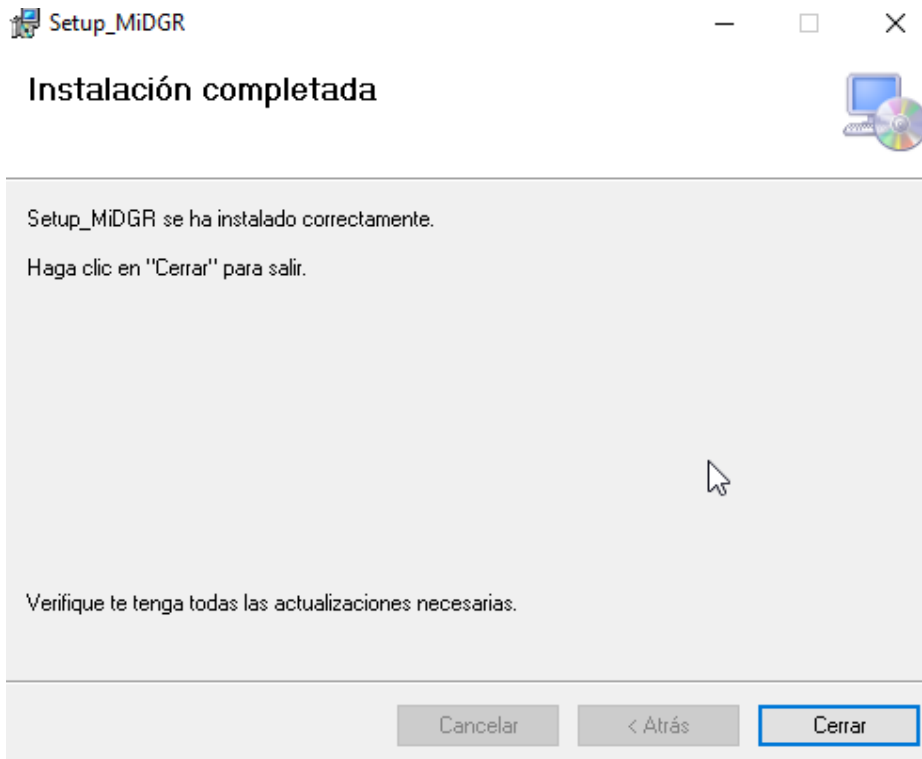 Setup_MiDGR
Instalación completada
Setup_MiDGR se ha instalado correctamente.
Haga clic en "Cerrar" para salir.
Verifique te tenga todas las actualizaciones necesarias.
Cancelar
< Atrás
Cerrar